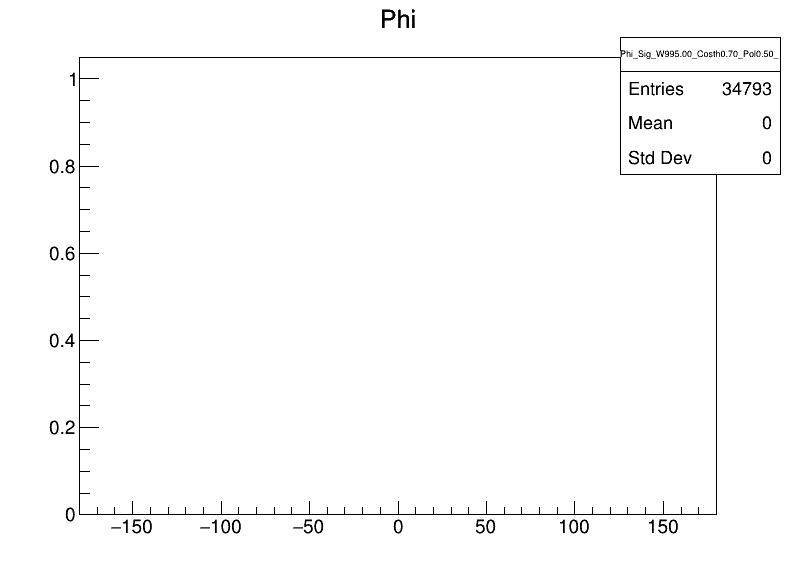 Phi
Phi_Sig_W995.00_Costh0.70_Pol0.50_
Entries 34793
Mean 0
Std Dev 0
1
0.8
0.6
0.4
0.2
0
−150 −100 −50 0 50 100 150